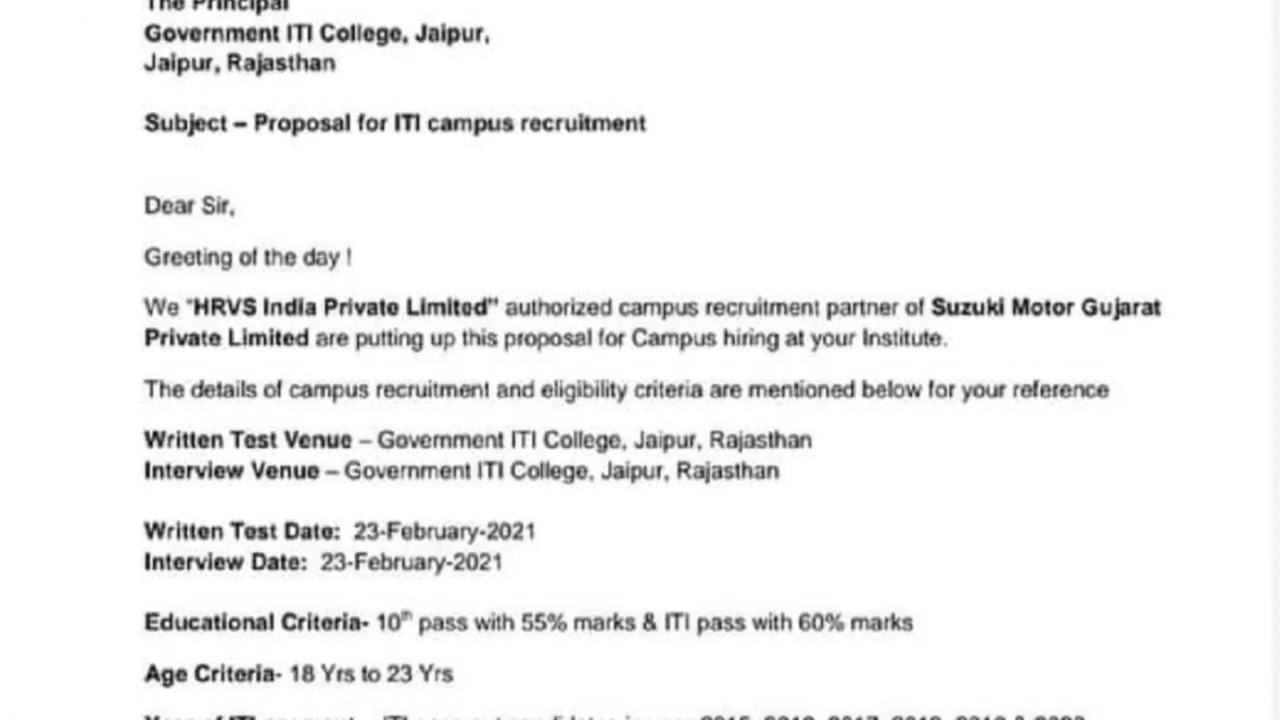 The Principal
Government ITI College, Jaipur,
Jaipur, Rajasthan
Subject – Proposal for ITI campus recruitment
Dear Sir,
Greeting of the day !
We "HRVS India Private Limited" authorized campus recruitment partner of Suzuki Motor Gujarat
Private Limited are putting up this proposal for Campus hiring at your Institute.
The details of campus recruitment and eligibility criteria are mentioned below for your reference
Written Test Venue – Government ITI College, Jaipur, Rajasthan
Interview Venue – Government ITI College, Jaipur, Rajasthan
Written Test Date: 23-February-2021
Interview Date: 23-February-2021
Educational Criteria- 10th pass with 55% marks & ITI pass with 60% marks
Age Criteria- 18 Yrs to 23 Yrs